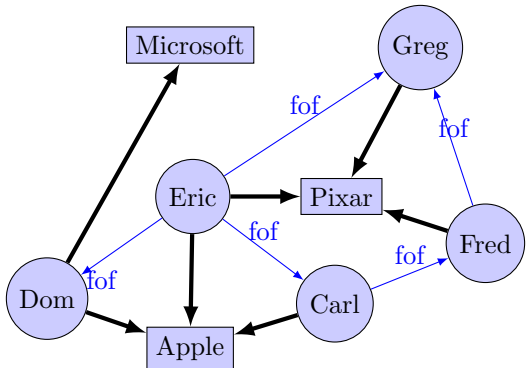 Microsoft
Greg
fof
fof
Eric
Pixar
fof
fof
Fred
fof
Dom
Carl
Apple